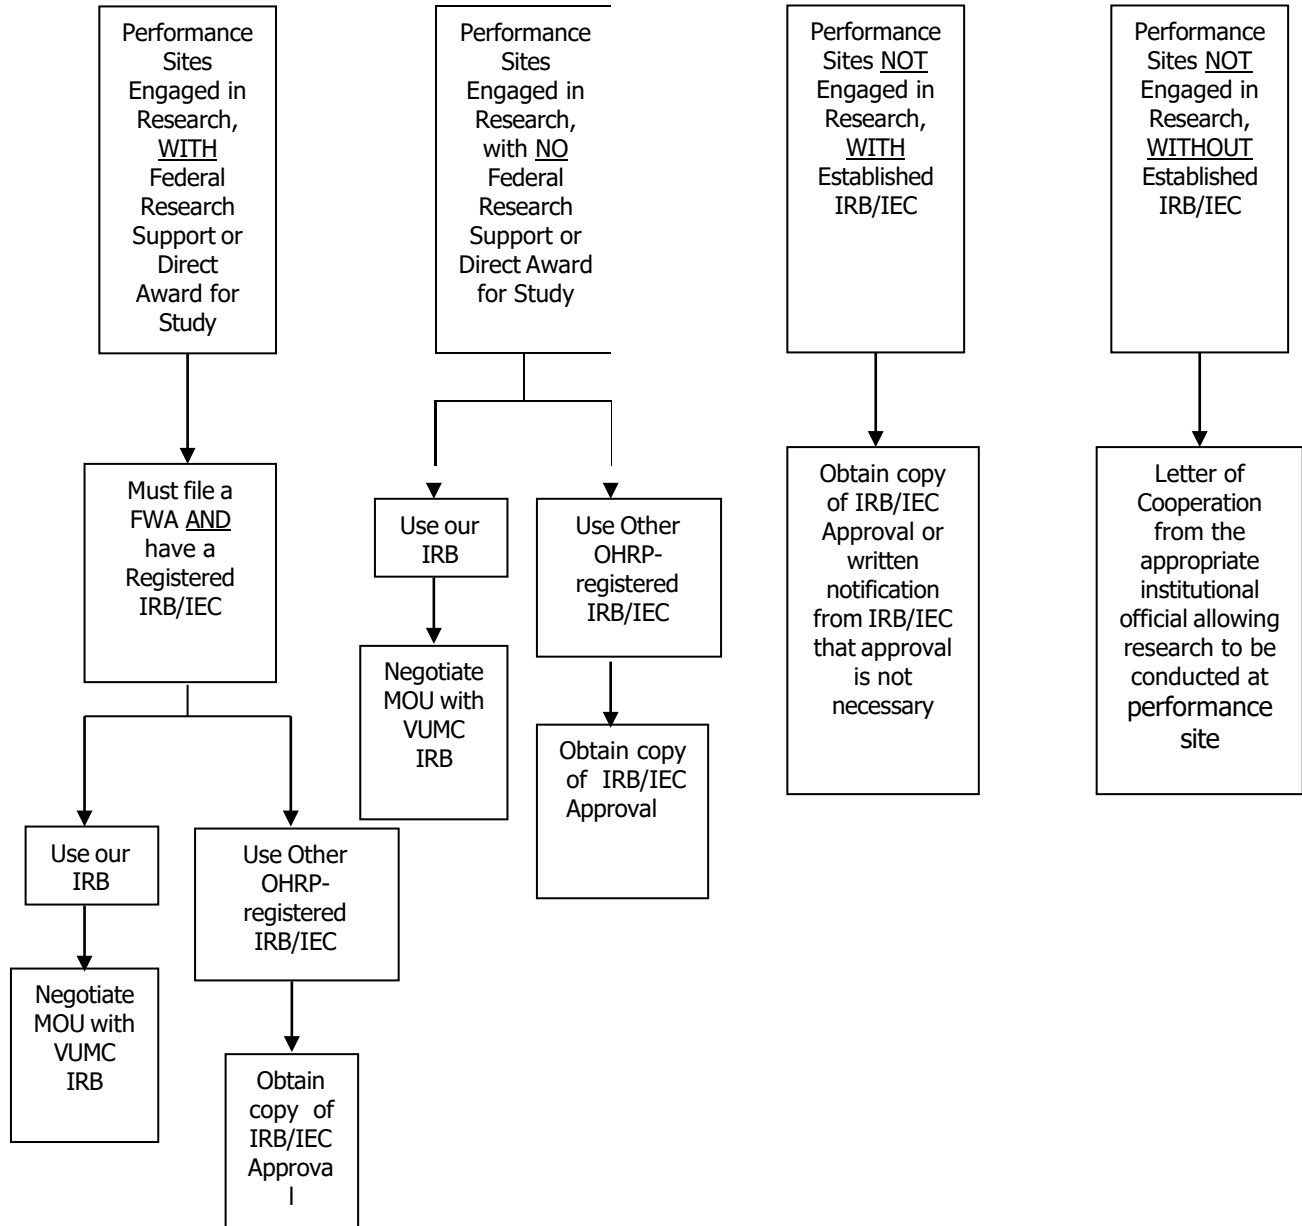 Performance
Sites
Engaged in
Research,
WITH
Federal
Research
Support or
Direct
Award for
Study
Performance
Sites
Engaged in
Research,
with NO
Federal
Research
Support or
Direct Award
for Study
Performance
Sites NOT
Engaged in
Research,
WITH
Established
IRB/IEC
Performance
Sites NOT
Engaged in
Research,
WITHOUT
Established
IRB/IEC
Must file a
FWA AND
have a
Registered
IRB/IEC
Use our
IRB
Use Other
OHRP-
registered
IRB/IEC
Obtain copy
of IRB/IEC
Approval or
written
notification
from IRB/IEC
that approval
is not
necessary
Letter of
Cooperation
from the
appropriate
institutional
official allowing
research to be
conducted at
performance
site
Negotiate
MOU with
VUMC
IRB
Obtain copy
of IRB/IEC
Approval
Use our
IRB
Use Other
OHRP-
registered
IRB/IEC
Negotiate
MOU with
VUMC
IRB
Obtain
copy of
IRB/IEC
Approva
l